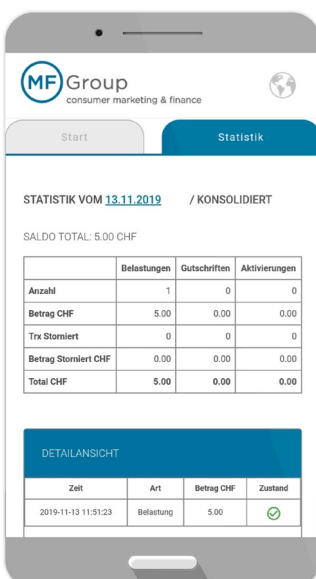 MF Group
consumer marketing & finance
Start Statistik
STATISTIK VOM 13.11.2019 / KONSOLIDIERT
SALDO TOTAL: 5.00 CHF
Belastungen Gutschriften Aktivierungen
Anzahl 1 0 0
Betrag CHF 5.00 0.00 0.00
Trx Storniert 0 0 0
Betrag Storniert CHF 0.00 0.00 0.00
Total CHF 5.00 0.00 0.00
DETAILANSICHT
Zeit Art Betrag CHF Zustand
2019-11-13 11:51:23 Belastung 5.00